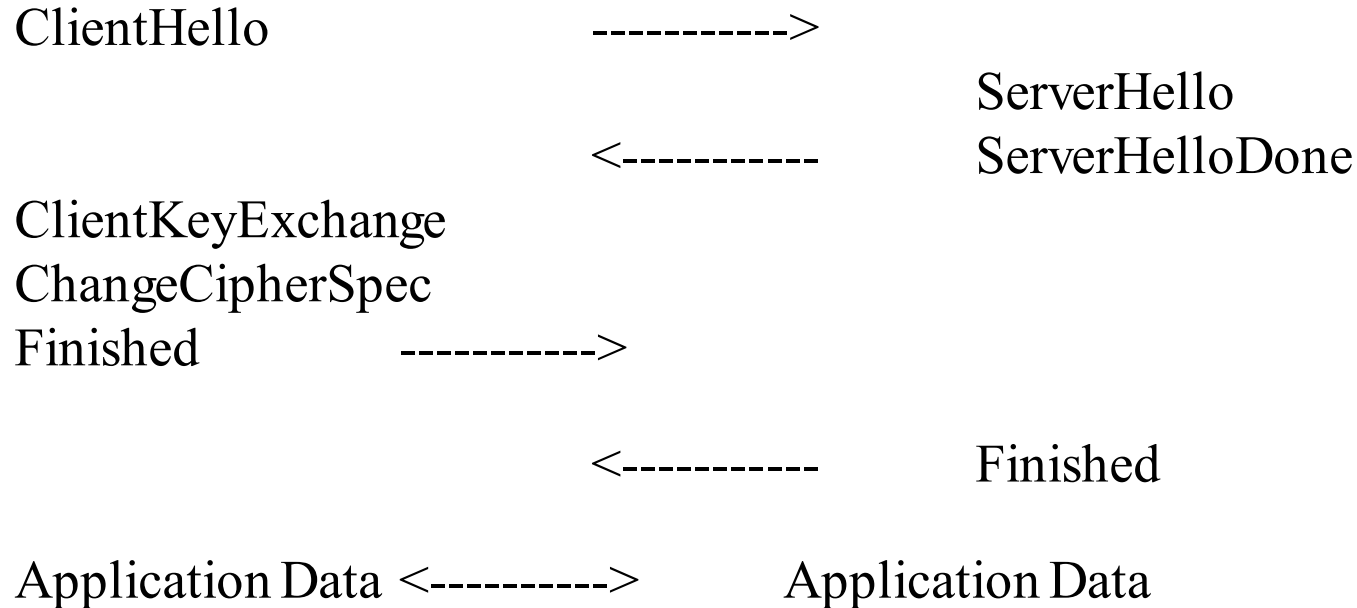 ClientHello ----------->
ServerHello
<----------- ServerHelloDone
ClientKeyExchange
ChangeCipherSpec
Finished ----------->
<----------- Finished
Application Data <----------> Application Data